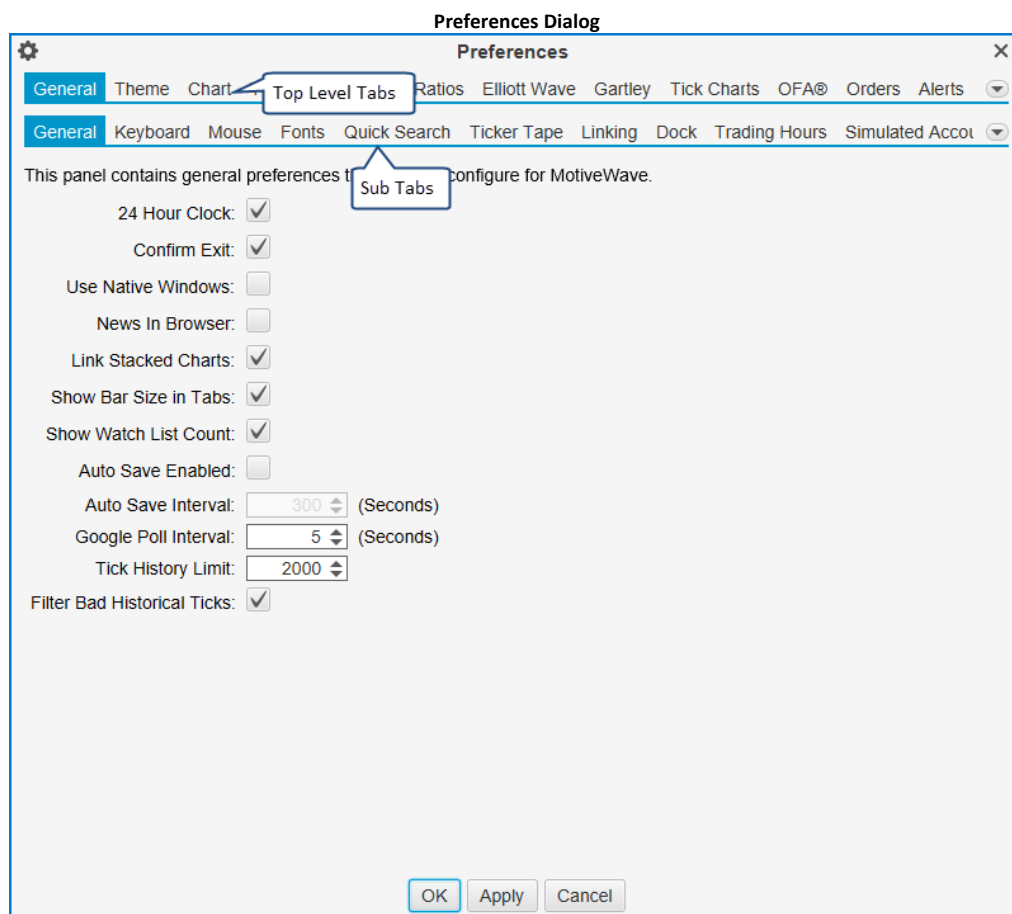 Preferences Dialog
Preferences
General Theme Chart Top Level Tabs Ratios Elliott Wave Gartley Tick Charts OFA® Orders Alerts
General Keyboard Mouse Fonts Quick Search Ticker Tape Linking Dock Trading Hours Simulated Accou
This panel contains general preferences configure for MotiveWave.
Sub Tabs
24 Hour Clock:
Confirm Exit:
Use Native Windows:
News In Browser:
Link Stacked Charts:
Show Bar Size in Tabs:
Show Watch List Count:
Auto Save Enabled:
Auto Save Interval: 300 (Seconds)
Google Poll Interval: 5 (Seconds)
Tick History Limit: 2000
Filter Bad Historical Ticks:
OK Apply Cancel